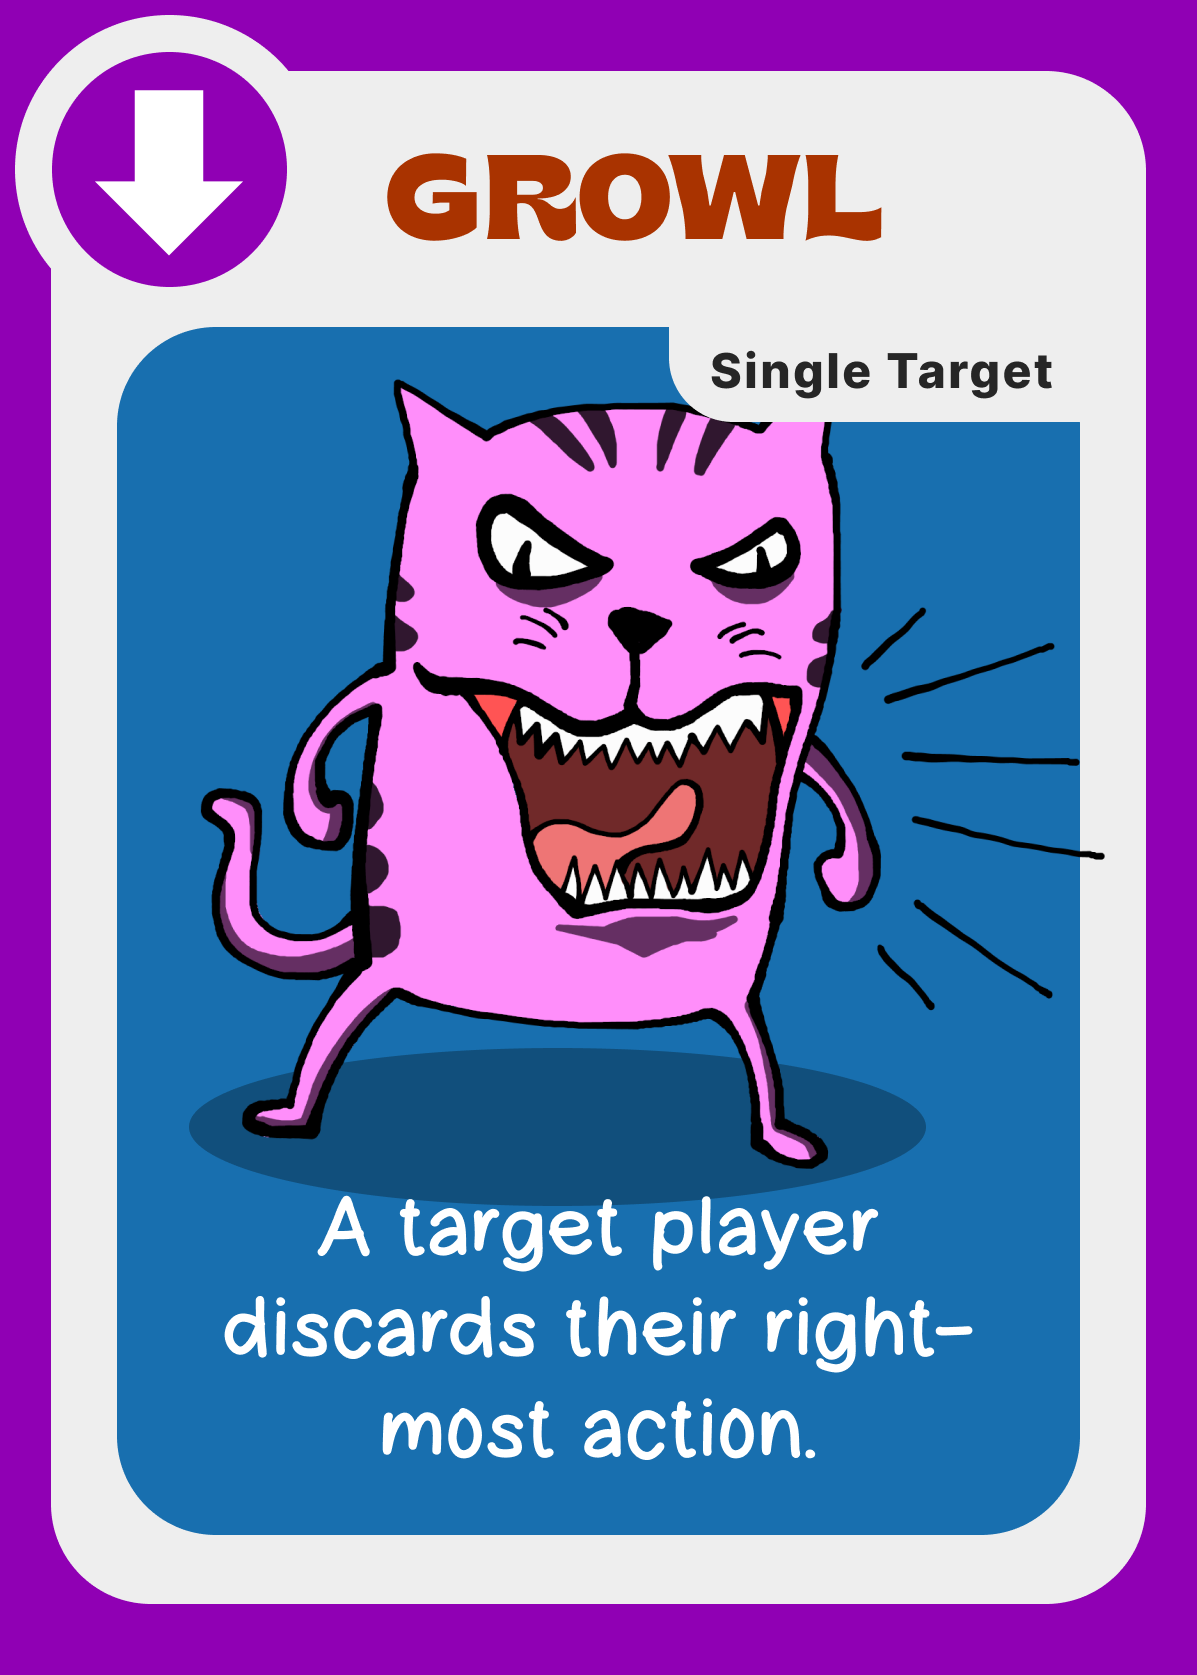 GROWL
Single Target
A target player
discards their right-
most action.